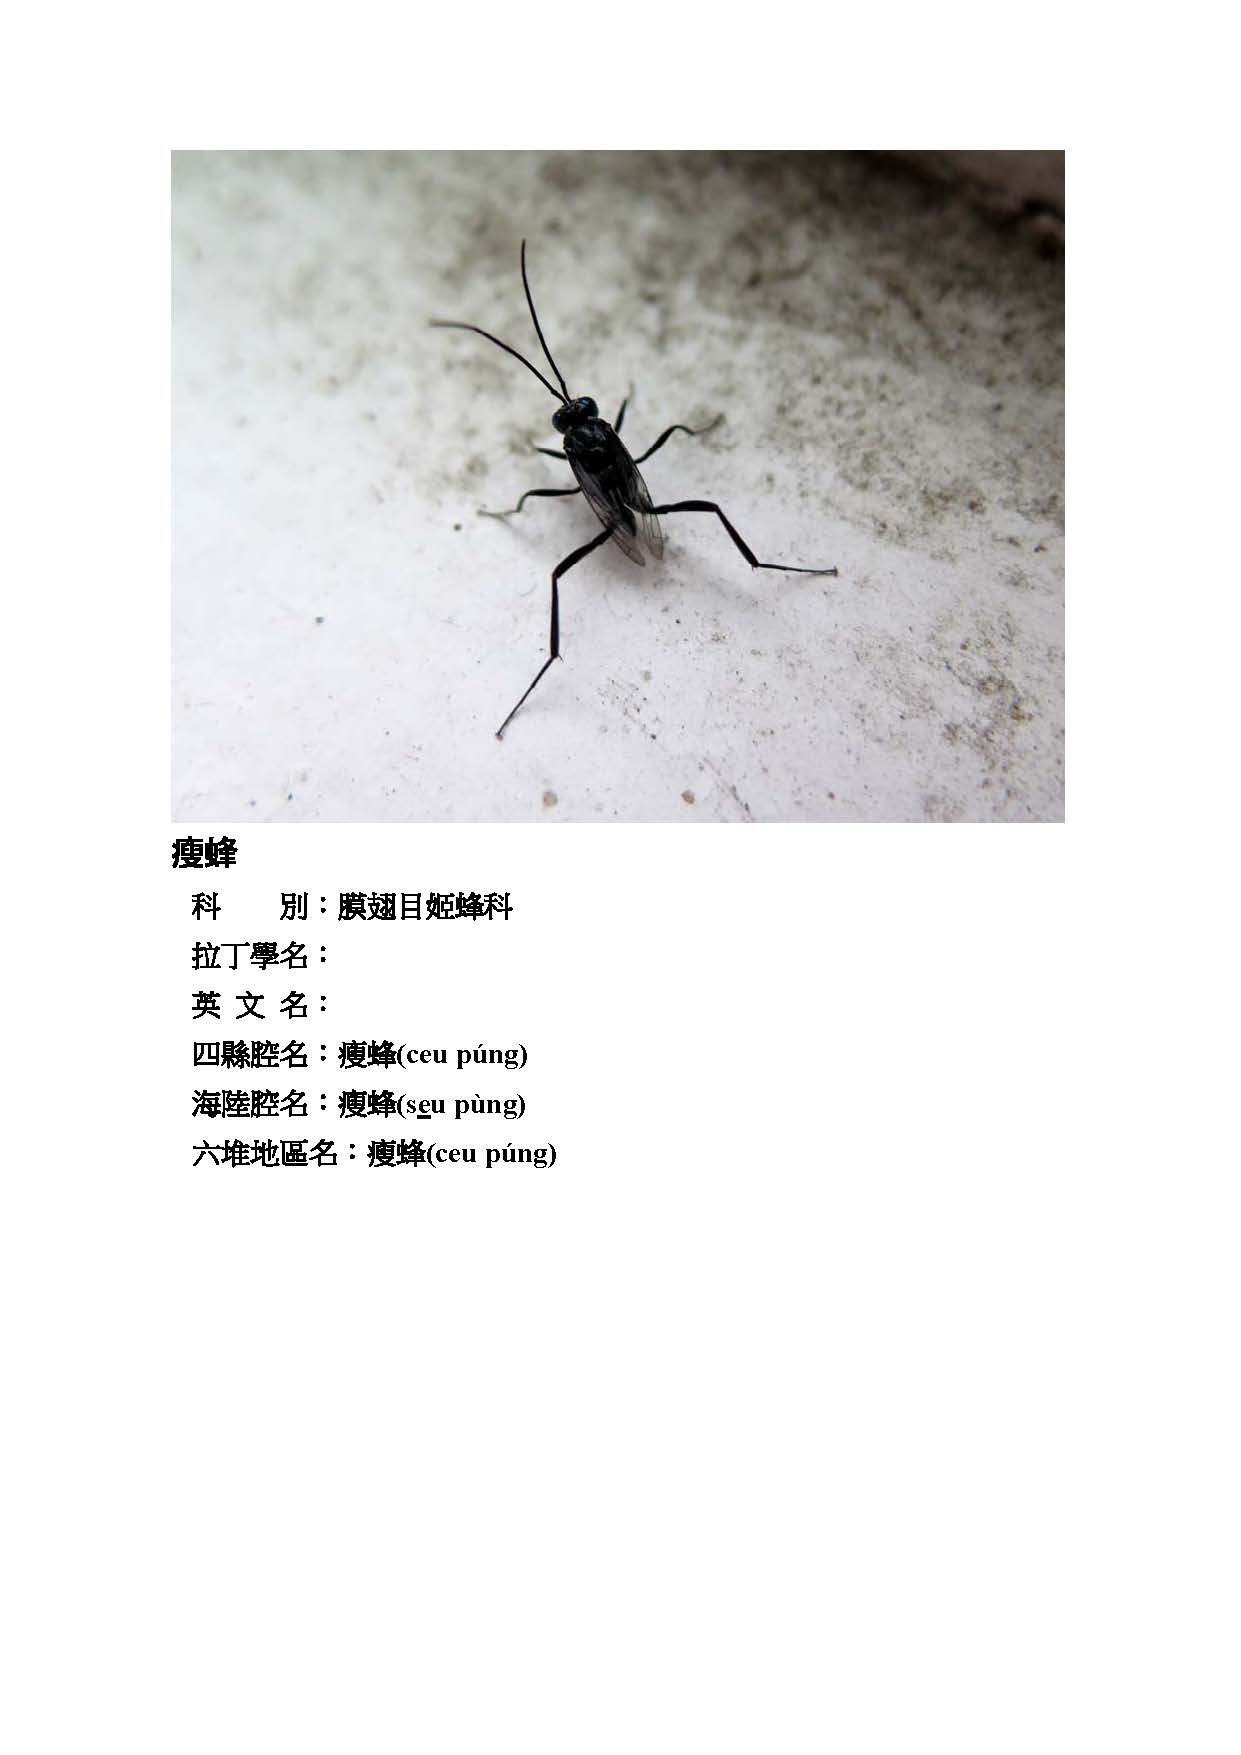 瘦蜂
科　　別：膜翅目姬蜂科
拉丁學名：
英 文 名：
四縣腔名：瘦蜂(ceu púng)
海陸腔名：瘦蜂(seu pùng)
六堆地區名：瘦蜂(ceu púng)